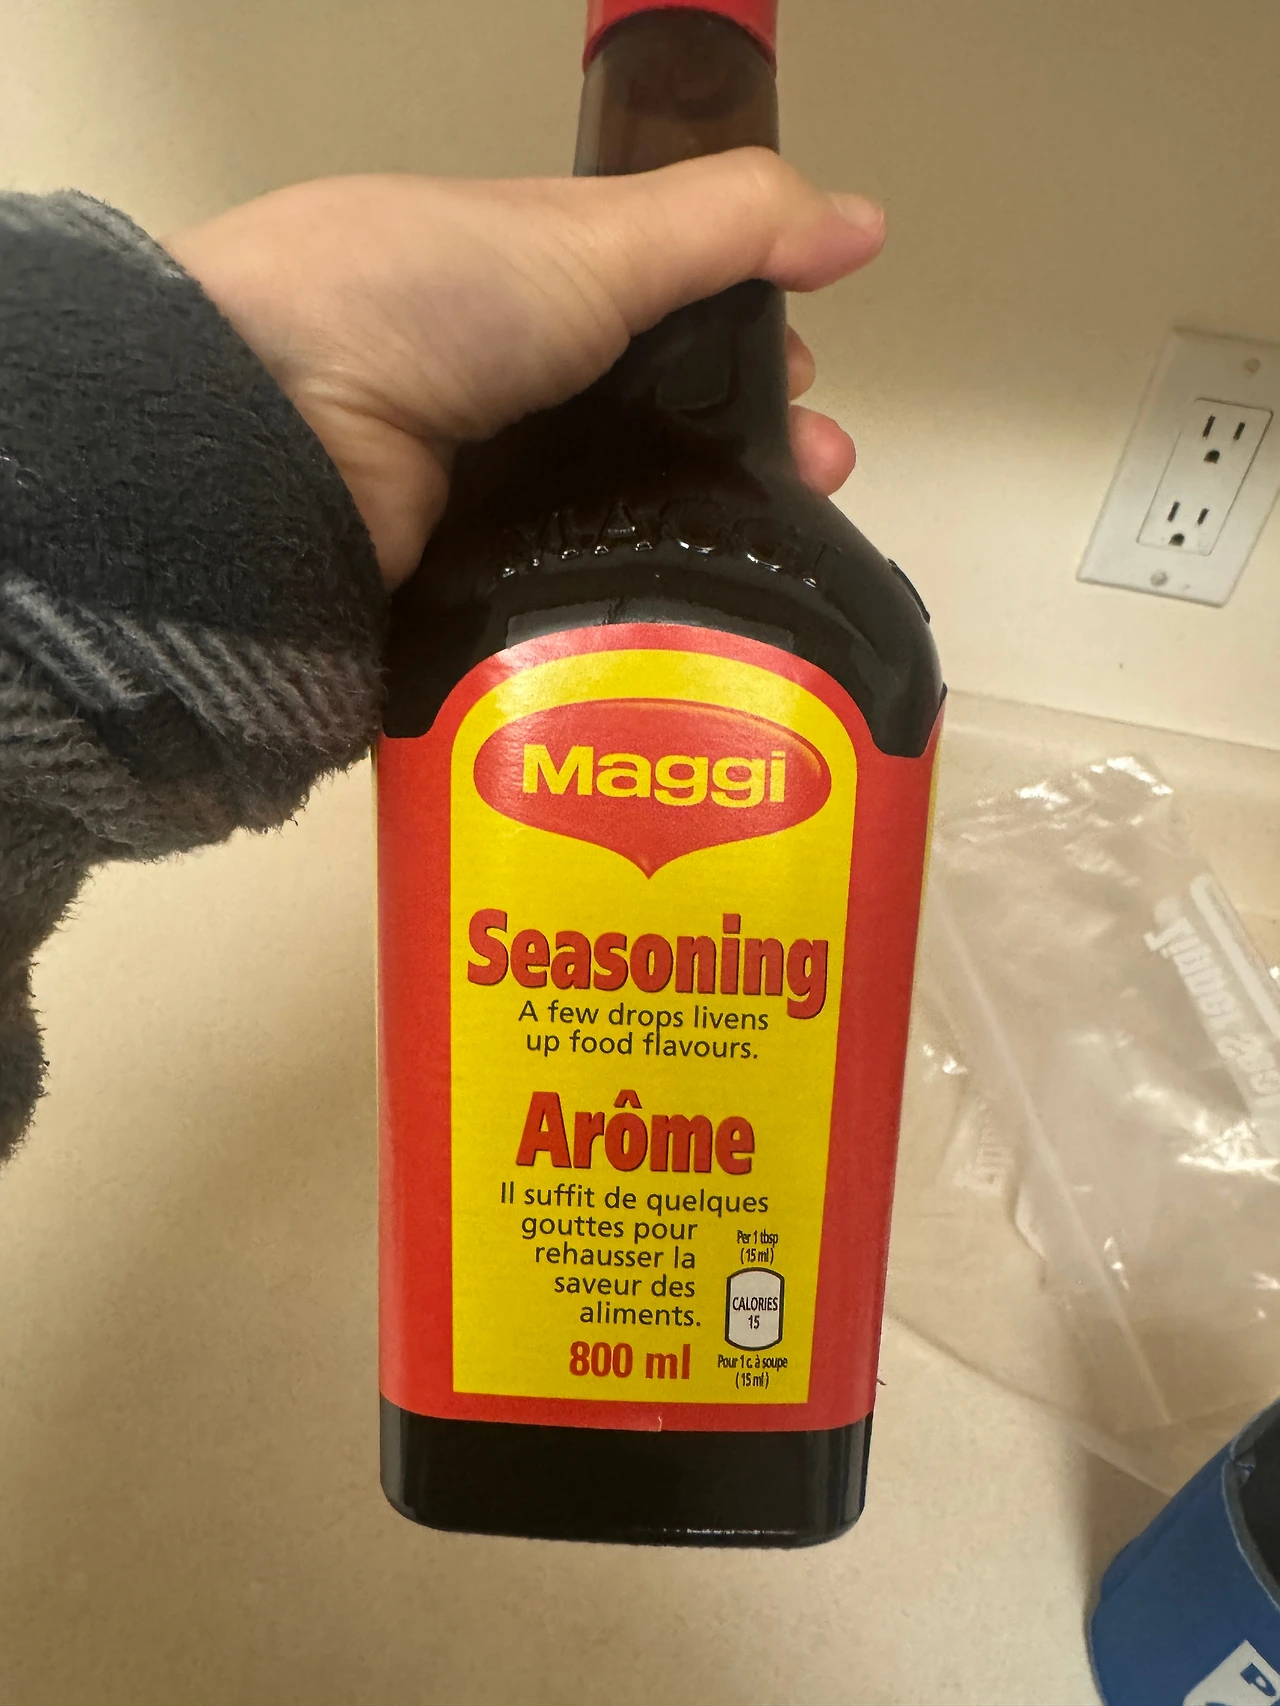 MAGGI
Maggi
Seasoning
A few drops livens
up food flavours.
Arôme
Il suffit de quelques
gouttes pour
rehausser la
saveur des
aliments.
800 ml
Per 1 tbsp
(15 ml)
CALORIES
15
Pour 1 c. à soupe
(15 ml)